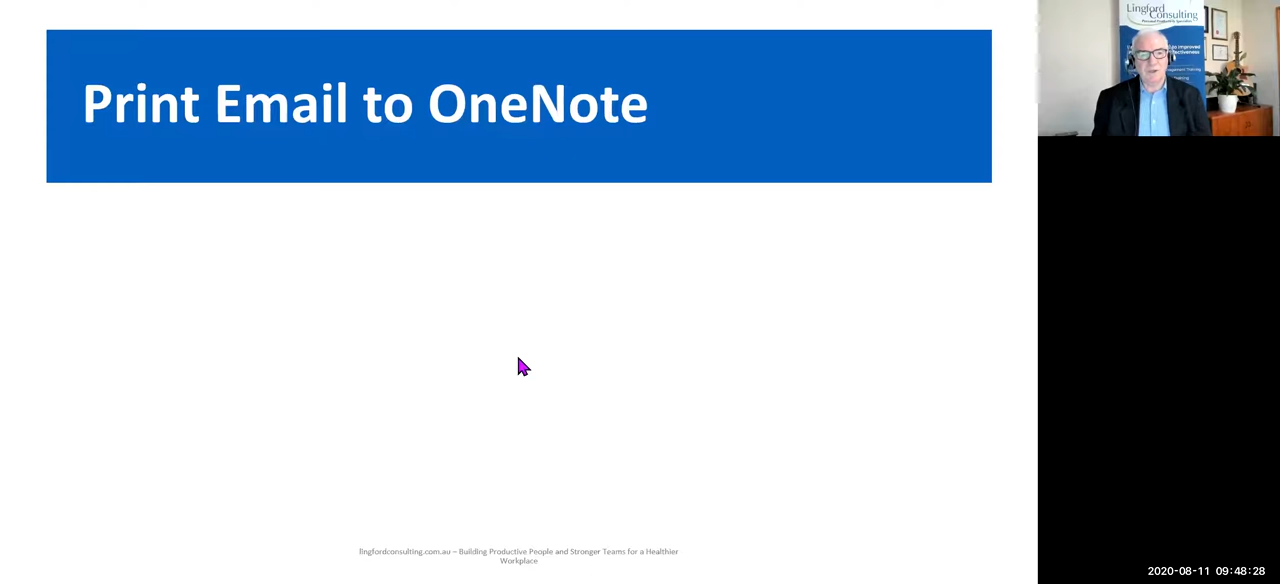 Print Email to OneNote
Lingford
Consulting
lingfordconsulting.com.au – Building Productive People and Stronger Teams for a Healthier
Workplace
2020-08-11 09:48:28